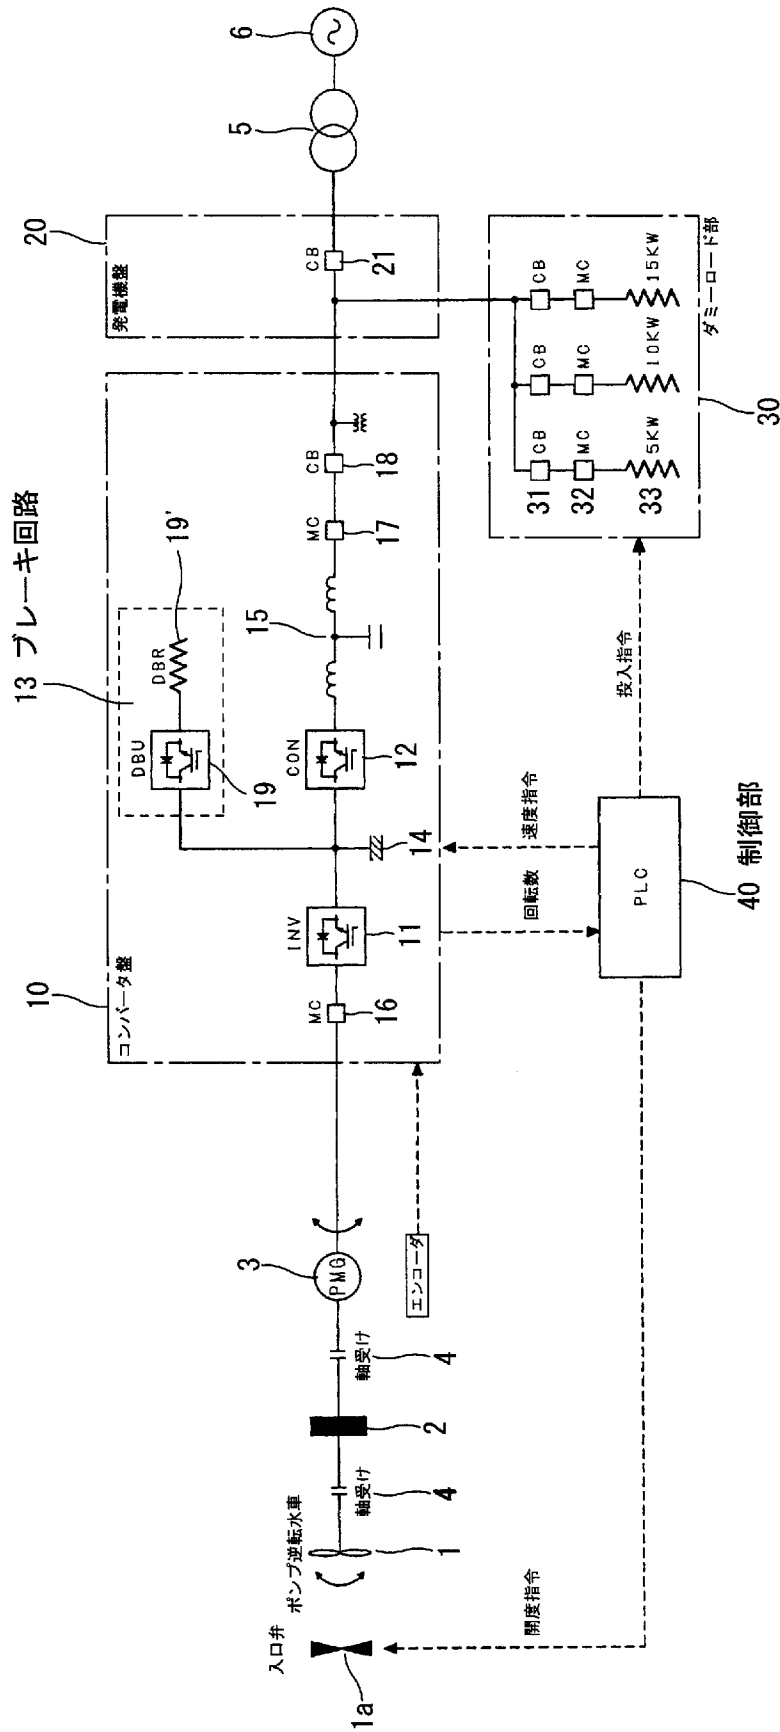 13 ブレーキ回路
10
コンバータ盤
20
発電機盤
DBU
DBR
19'
19
INV
CON
15
MC
CB
CB
5
6
MC
16
11
14
12
17
18
21
入口弁
1a
ポンプ逆転水車
1
軸受け
4
2
軸受け
4
PMG
3
エンコーダ
回転数
速度指令
投入指令
開度指令
PLC
40 制御部
CB
CB
CB
31
MC
MC
MC
32
5KW
10KW
15KW
33
ダミーロード部
30